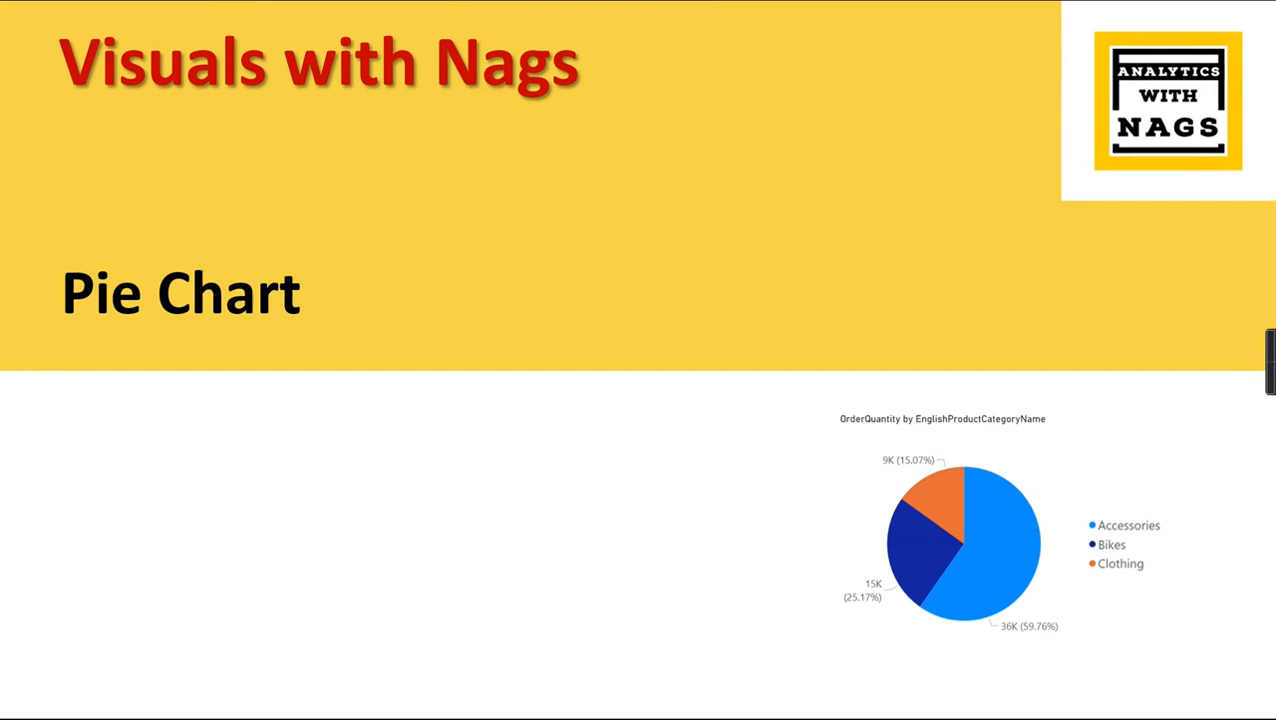 Visuals with Nags
ANALYTICS
WITH
NAGS
Pie Chart
OrderQuantity by EnglishProductCategoryName
9K (15.07%)
15K
(25.17%)
36K (59.76%)
Accessories
Bikes
Clothing